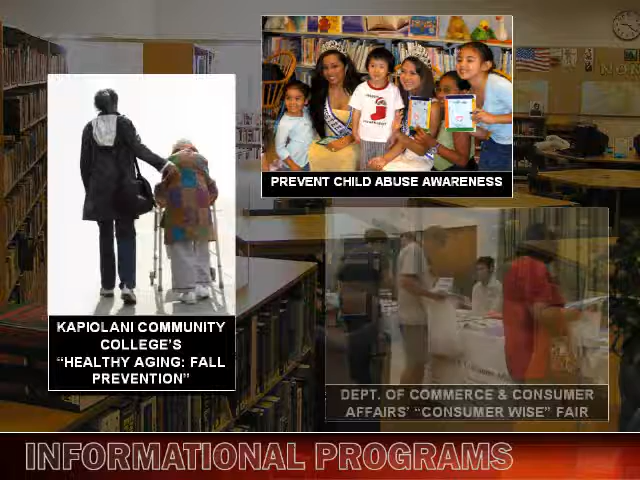 PREVENT CHILD ABUSE AWARENESS
KAPIOLANI COMMUNITY
COLLEGE'S
“HEALTHY AGING: FALL
PREVENTION”
DEPT. OF COMMERCE & CONSUMER
AFFAIRS' “CONSUMER WISE” FAIR
INFORMATIONAL PROGRAMS